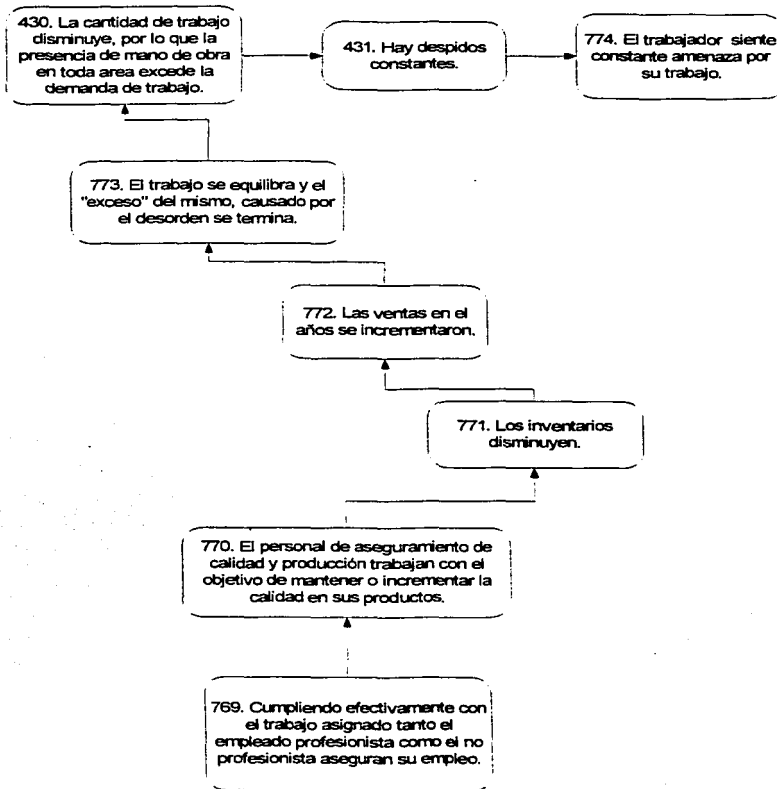 430. La cantidad de trabajo
disminuye, por lo que la
presencia de mano de obra
en toda area excede la
demanda de trabajo.
431. Hay despidos
constantes.
774. El trabajador siente
constante amenaza por
su trabajo.
773. El trabajo se equilibra y el
"exceso" del mismo, causado por
el desorden se termina.
772. Las ventas en el
años se incrementaron.
771. Los inventarios
disminuyen.
770. El personal de aseguramiento de
calidad y producción trabajan con el
objetivo de mantener o incrementar la
calidad en sus productos.
769. Cumpliendo efectivamente con
el trabajo asignado tanto el
empleado profesionista como el no
profesionista aseguran su empleo.